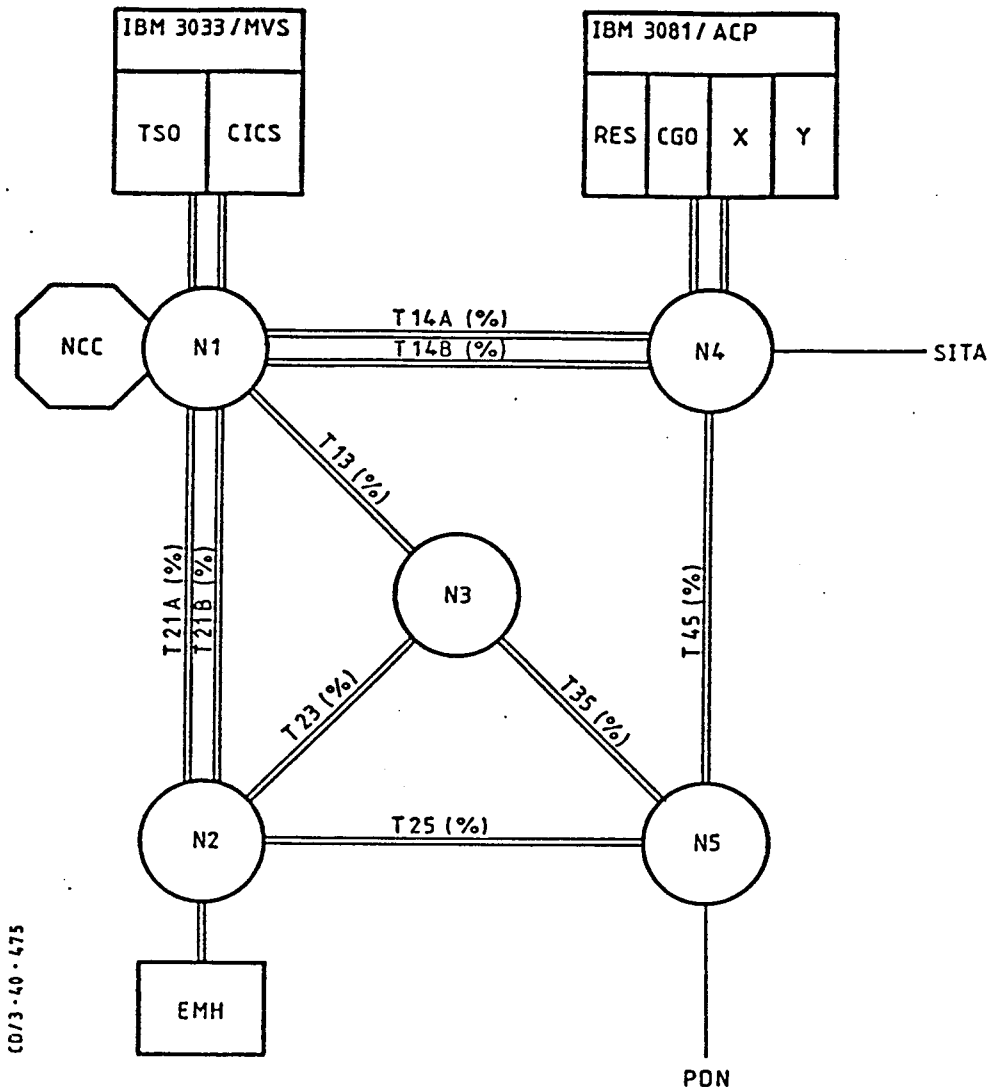 IBM 3033/MVS
TSO
CICS
IBM 3081/ACP
RES
CGO
X
Y
NCC
N1
T14A (%)
T14B (%)
N4
SITA
T13 (%)
N3
T21A (%)
T21B (%)
T45 (%)
T23 (%)
T35 (%)
N2
T25 (%)
N5
EMH
PDN
CD/3-40-475